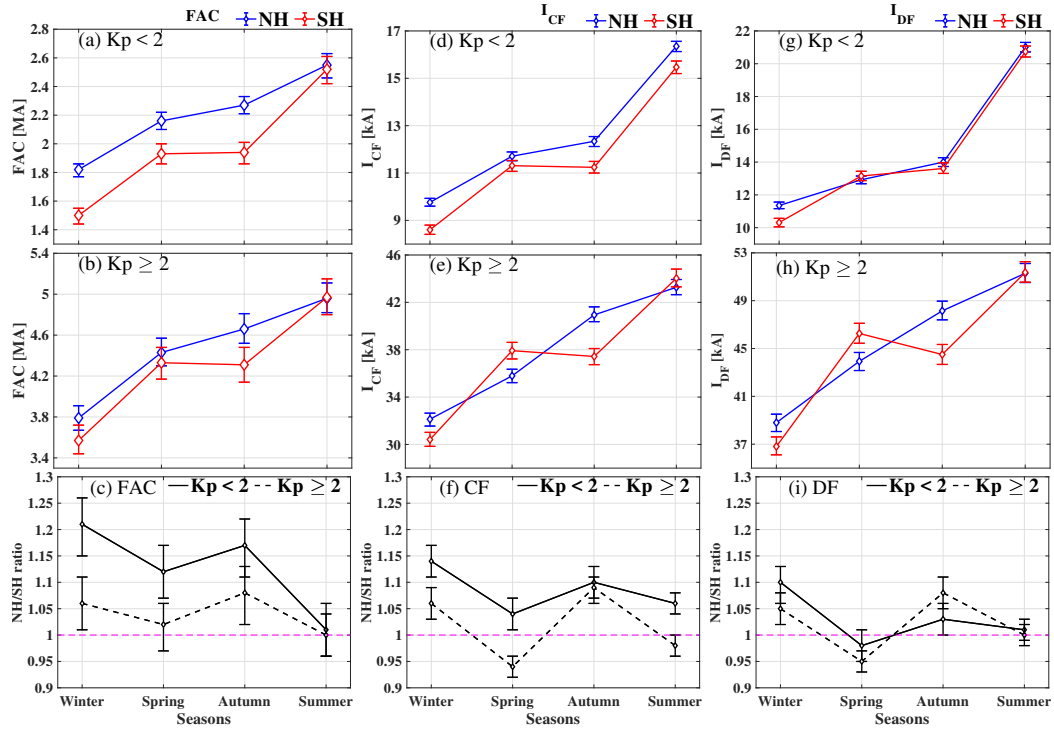 FAC NH SH
(a) Kp < 2
FAC [MA]
2.8
2.6
2.4
2.2
2
1.8
1.6
1.4
(b) Kp ≥ 2
FAC [MA]
5.4
5
4.6
4.2
3.8
3.4
(c) FAC Kp < 2 Kp ≥ 2
NH/SH ratio
1.3
1.25
1.2
1.15
1.1
1.05
1
0.95
0.9
Winter Spring Autumn Summer
Seasons
I_CF NH SH
(d) Kp < 2
I_CF [kA]
17
15
13
11
9
(e) Kp ≥ 2
I_CF [kA]
46
42
38
34
30
(f) CF Kp < 2 Kp ≥ 2
NH/SH ratio
1.3
1.25
1.2
1.15
1.1
1.05
1
0.95
0.9
Winter Spring Autumn Summer
Seasons
I_DF NH SH
(g) Kp < 2
I_DF [kA]
22
20
18
16
14
12
10
(h) Kp ≥ 2
I_DF [kA]
53
49
45
41
37
(i) DF Kp < 2 Kp ≥ 2
NH/SH ratio
1.3
1.25
1.2
1.15
1.1
1.05
1
0.95
0.9
Winter Spring Autumn Summer
Seasons